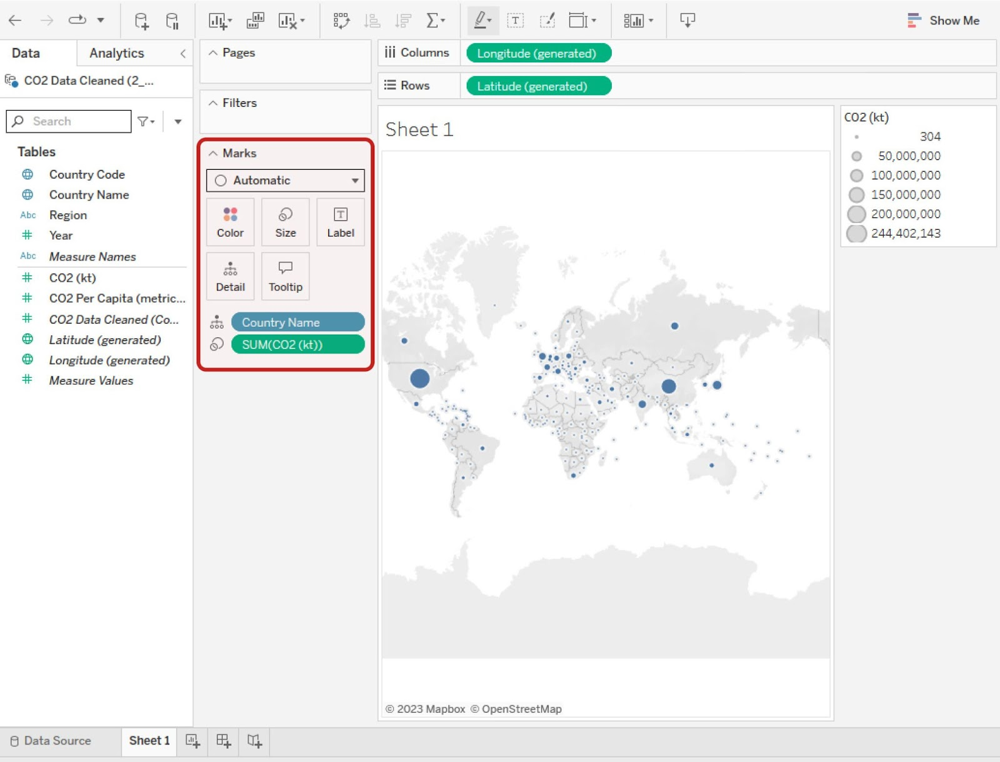 Show Me
Data
Analytics
CO2 Data Cleaned (2_...
Search
Tables
Country Code
Country Name
Abc Region
Year
Abc Measure Names
CO2 (kt)
CO2 Per Capita (metric...
CO2 Data Cleaned (Co...
Latitude (generated)
Longitude (generated)
Measure Values
Pages
Filters
Marks
Automatic
Color
Size
T
Label
Detail
Tooltip
Country Name
SUM(CO2 (kt))
Columns
Longitude (generated)
Rows
Latitude (generated)
Sheet 1
© 2023 Mapbox © OpenStreetMap
CO2 (kt)
304
50,000,000
100,000,000
150,000,000
200,000,000
244,402,143
Data Source
Sheet 1